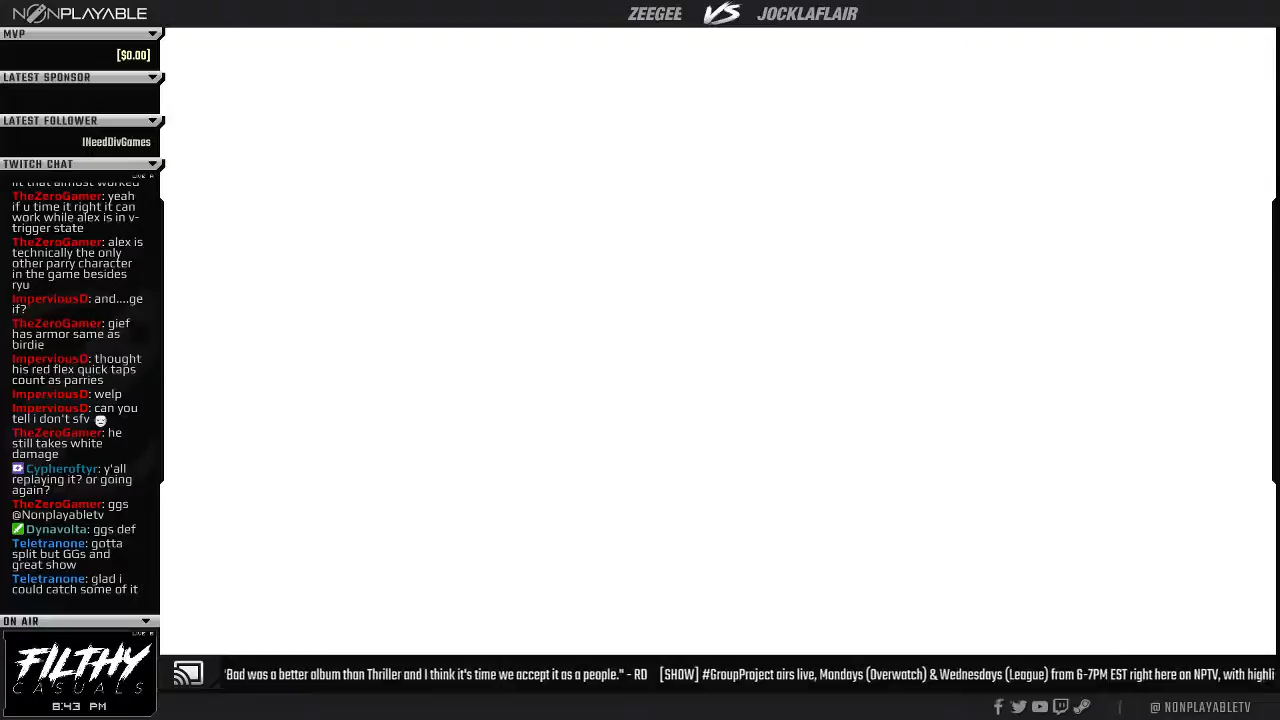 NONPLAYABLE
ZEEGEE VS JOCKLAFLAIR
MVP
[$0.00]
LATEST SPONSOR
LATEST FOLLOWER
INeedDivGames
TWITCH CHAT
that almost worked
TheZeroGamer: yeah
if u time it right it can
work while alex is in v-
trigger state
TheZeroGamer: alex is
technically the only
other parry character
in the game besides
ryu
ImperviousD: and....ge
if?
TheZeroGamer: gief
has armor same as
birdie
ImperviousD: thought
his red flex quick taps
count as parries
ImperviousD: welp
ImperviousD: can you
tell i don't sfv
TheZeroGamer: he
still takes white
damage
Cypheroftyr: y'all
replaying it? or going
again?
TheZeroGamer: ggs
@Nonplayabletv
Dynavolta: ggs def
Teletranone: gotta
split but GGs and
great show
Teletranone: glad i
could catch some of it
ON AIR
FILTHY
CASUALS
8:43 PM
'Bad was a better album than Thriller and I think it's time we accept it as a people." - RD [SHOW] #GroupProject airs live, Mondays (Overwatch) & Wednesdays (League) from 6-7PM EST right here on NPTV, with highli
@ NONPLAYABLETV